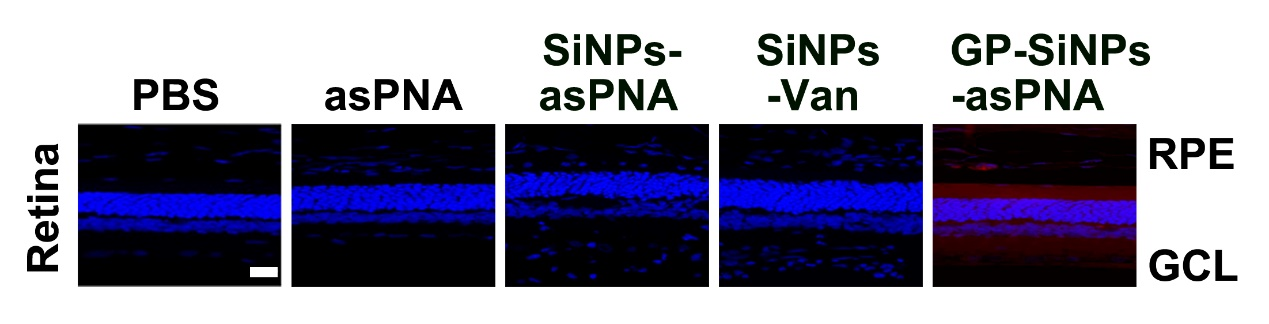 PBS
asPNA
SiNPs-
asPNA
SiNPs
-Van
GP-SiNPs
-asPNA
Retina
RPE
GCL